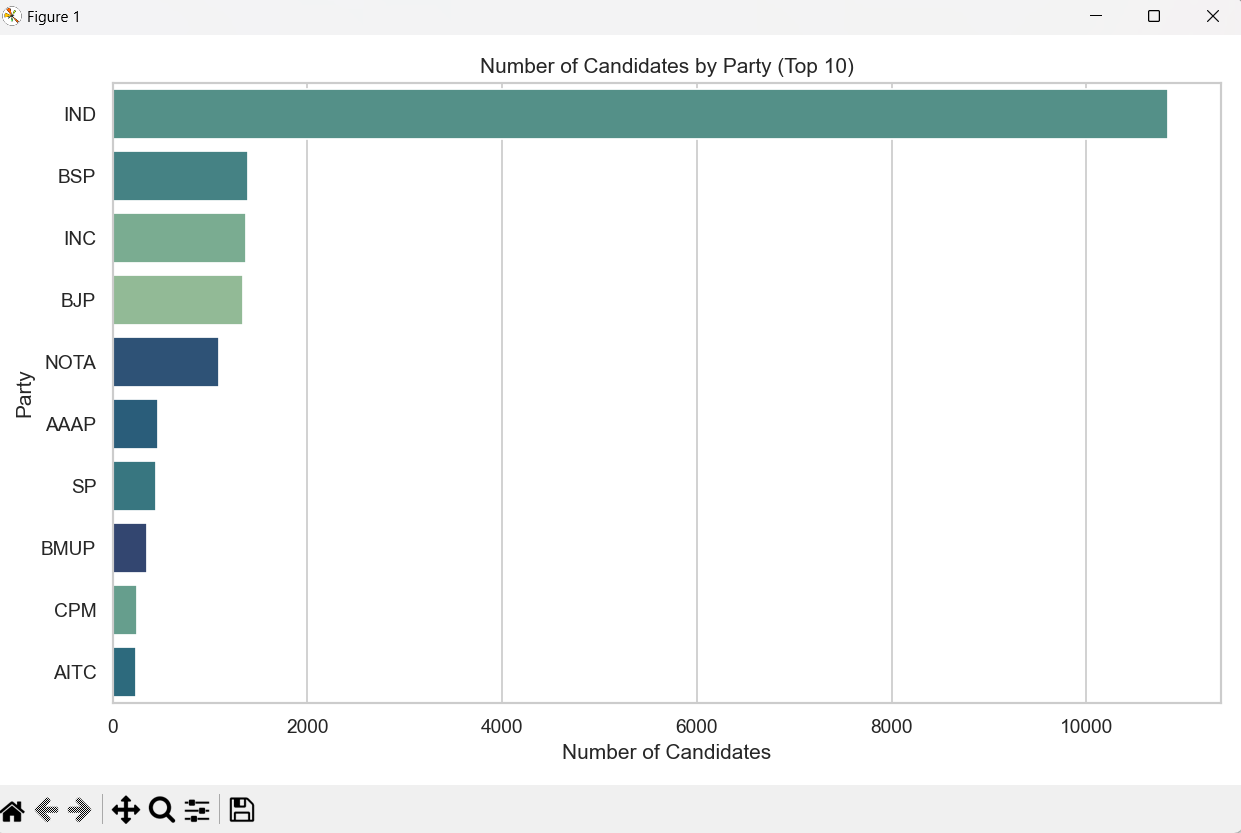 Figure 1
Number of Candidates by Party (Top 10)
IND
BSP
INC
BJP
NOTA
AAAP
SP
BMUP
CPM
AITC
Party
0 2000 4000 6000 8000 10000
Number of Candidates